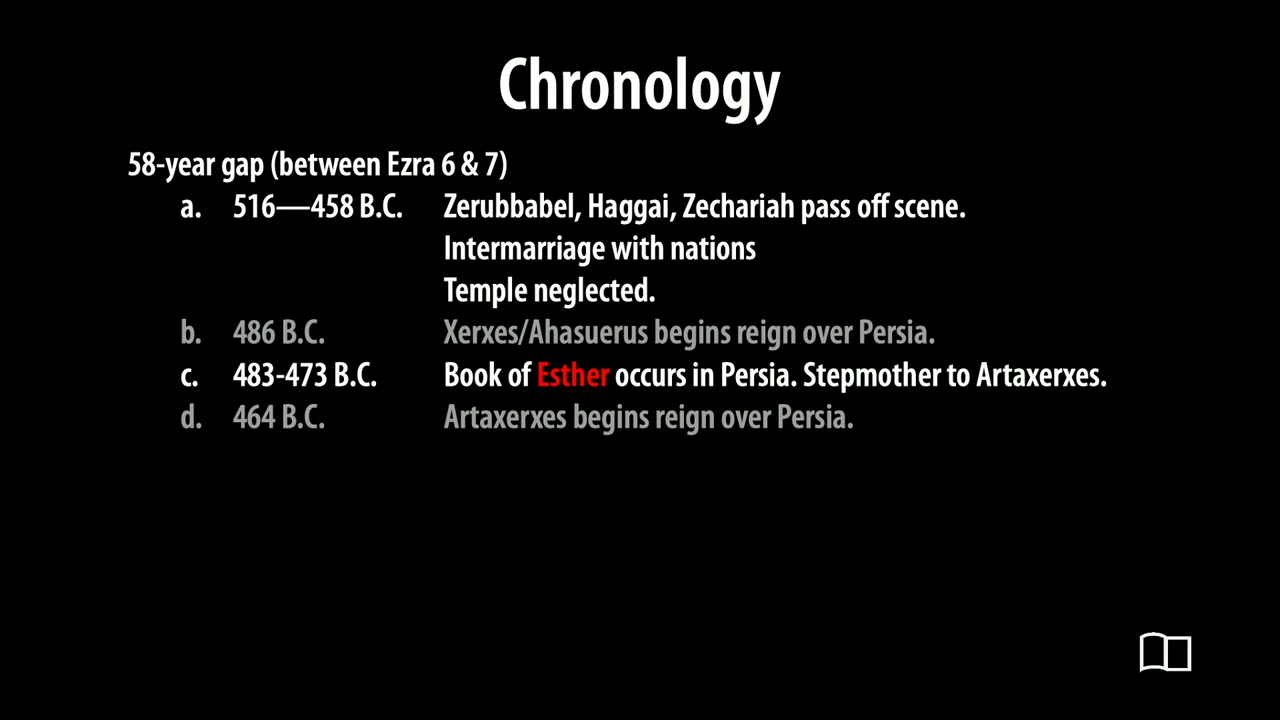 Chronology
58-year gap (between Ezra 6 & 7)
a. 516—458 B.C. Zerubbabel, Haggai, Zechariah pass off scene.
Intermarriage with nations
Temple neglected.
b. 486 B.C. Xerxes/Ahasuerus begins reign over Persia.
c. 483-473 B.C. Book of Esther occurs in Persia. Stepmother to Artaxerxes.
d. 464 B.C. Artaxerxes begins reign over Persia.